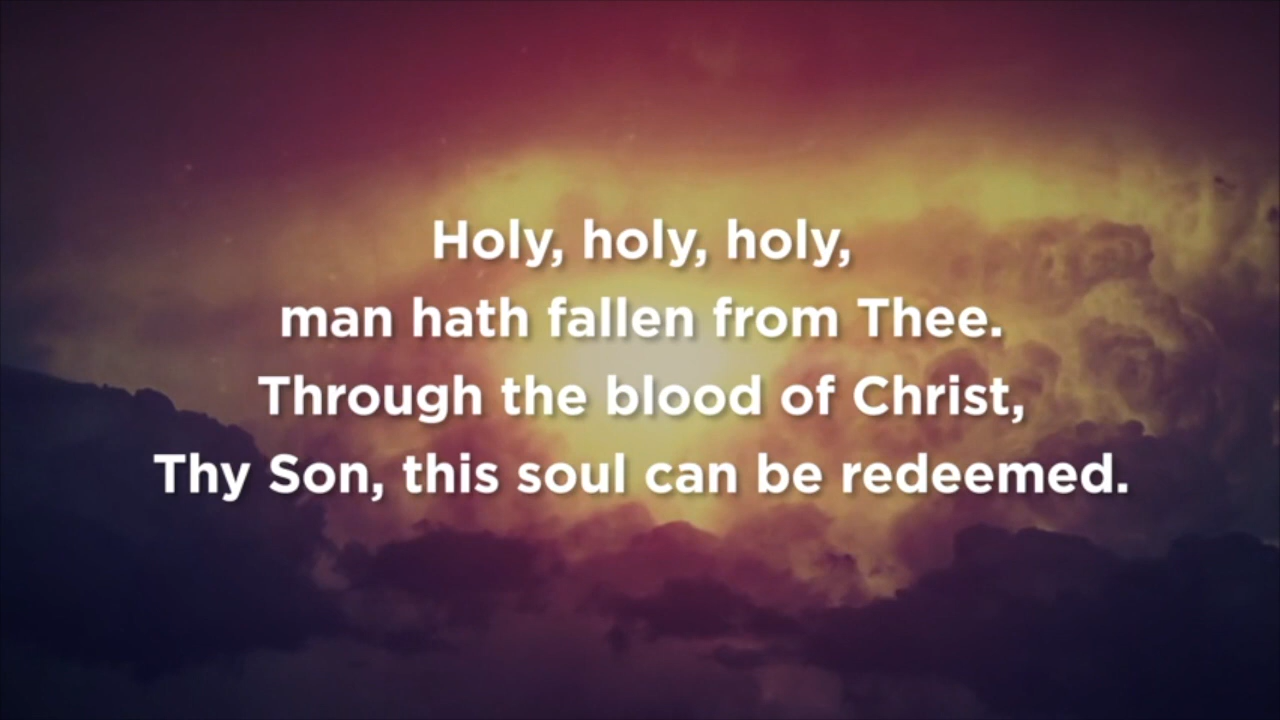 Holy, holy, holy,
man hath fallen from Thee.
Through the blood of Christ,
Thy Son, this soul can be redeemed.